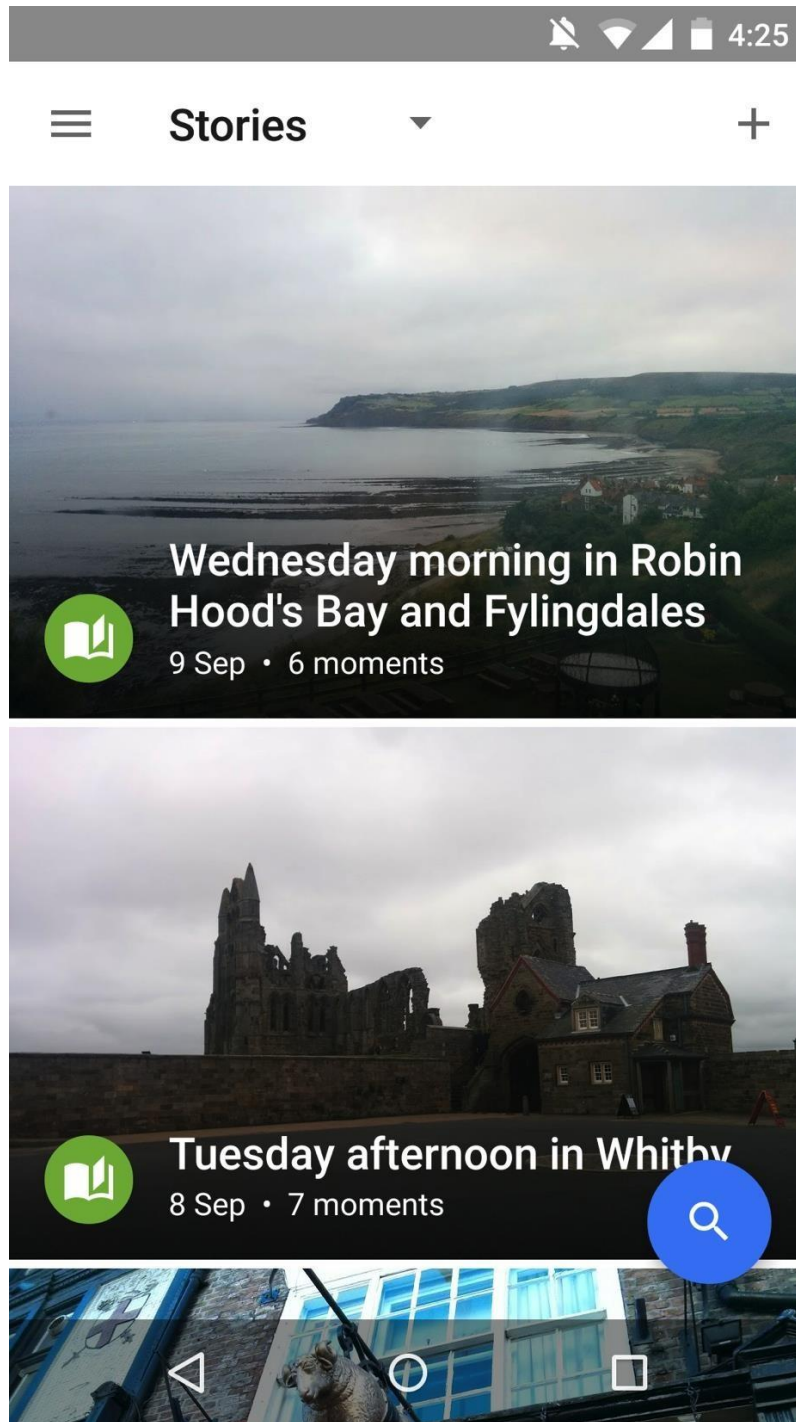 4:25
Stories
Wednesday morning in Robin
Hood's Bay and Fylingdales
9 Sep • 6 moments
Tuesday afternoon in Whitby
8 Sep • 7 moments